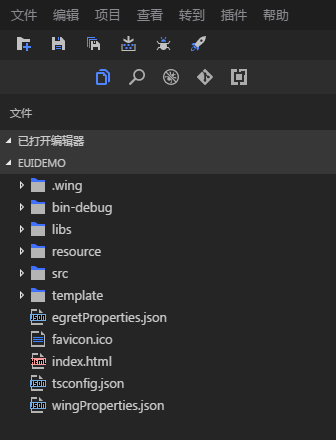 文件 编辑 项目 查看 转到 插件 帮助
文件
已打开编辑器
EUIDEMO
.wing
bin-debug
libs
resource
src
template
egretProperties.json
favicon.ico
index.html
tsconfig.json
wingProperties.json